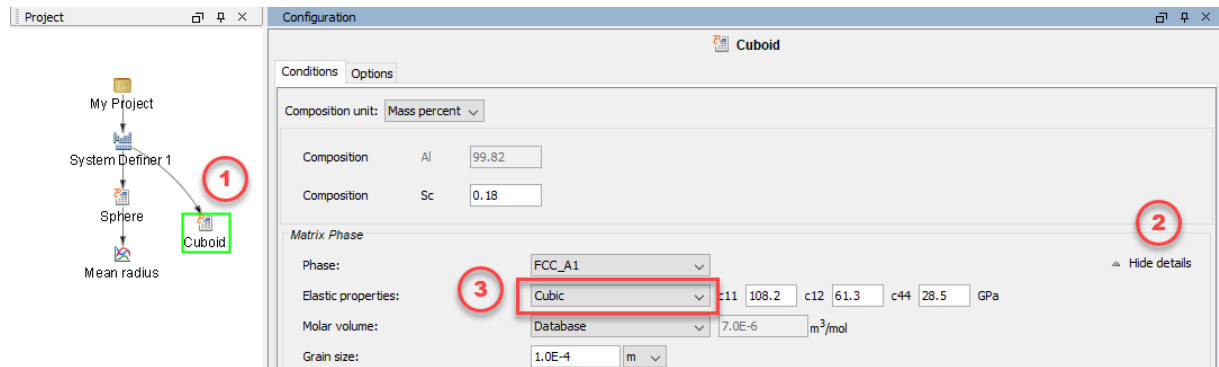 Project
Configuration
Cuboid
Conditions Options
Composition unit: Mass percent
Composition Al 99.82
Composition Sc 0.18
Matrix Phase
Phase: FCC_A1 Hide details
Elastic properties: Cubic c11 108.2 c12 61.3 c44 28.5 GPa
Molar volume: Database 7.0E-6 m³/mol
Grain size: 1.0E-4 m
My Project
System Definer 1
Sphere
Cuboid
Mean radius
1
2
3